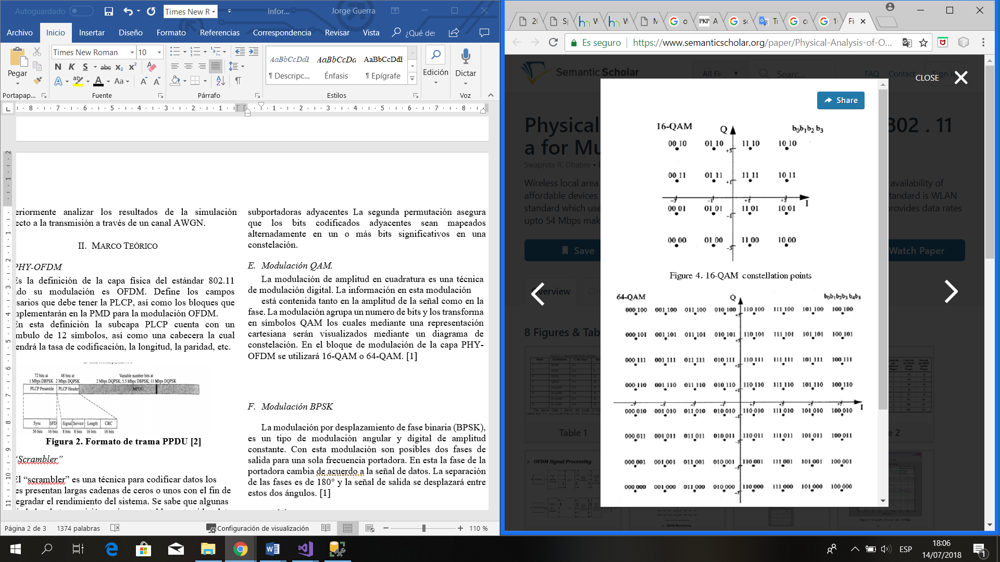 Autoguardado
Times New R
Infor...
Jorge Guerra
Archivo Inicio Insertar Diseño Formato Referencias Correspondencia Revisar Vista ¿Qué de:
Pegar
Times New Roman 10
N K S abc x₂ x²
A ab A Aa A A
AaBbCcDdI AaBbCcDa AaBbCcDdE
¶ Descripc... Énfasis ¶ Epígrafe
Edición
Dictar
Portapap... Fuente Párrafo Estilos Voz
L 8 7 6 5 4 3 2 1 1 2 3 4 5 6 7 8
eriormente analizar los resultados de la simulación
ecto a la transmisión a través de un canal AWGN.
II. MARCO TEÓRICO
PHY-OFDM
Es la definición de la capa física del estándar 802.11
ndo su modulación es OFDM. Define los campos
sarios que debe tener la PLCP, así como los bloques que
mplementarán en la PMD para la modulación OFDM.
En esta definición la subcapa PLCP cuenta con un
mbulo de 12 símbolos, así como una cabecera la cual
endrá la tasa de codificación, la longitud, la paridad, etc.
72 bits at 48 bits at Variable number bits at
1 Mbps DBPSK 2 Mbps DQPSK 2 Mbps DQPSK; 5.5 Mbps DBPSK; 11 Mbps DQPSK
PLCP Preamble PLCP Header MPDU
Sync SFD Signal Service Length CRC
56 bits 16 bits 8 bits 8 bits 16 bits 16 bits
Figura 2. Formato de trama PPDU [2]
“Scrambler”
El “scrambler” es una técnica para codificar datos los
es presentan largas cadenas de ceros o unos con el fin de
egradar el rendimiento del sistema. Se sabe que algunas
subportadoras adyacentes La segunda permutación asegura
que los bits codificados adyacentes sean mapeados
alternadamente en un o más bits significativos en una
constelación.
E. Modulación QAM.
La modulación de amplitud en cuadratura es una técnica
de modulación digital. La información en esta modulación
está contenida tanto en la amplitud de la señal como en la
fase. La modulación agrupa un numero de bits y los transforma
en símbolos QAM los cuales mediante una representación
cartesiana serán visualizados mediante un diagrama de
constelación. En el bloque de modulación de la capa PHY-
OFDM se utilizará 16-QAM o 64-QAM. [1]
F. Modulación BPSK
La modulación por desplazamiento de fase binaria (BPSK),
es un tipo de modulación angular y digital de amplitud
constante. Con esta modulación son posibles dos fases de
salida para una sola frecuencia portadora. En esta la fase de la
portadora cambia de acuerdo a la señal de datos. La separación
de las fases es de 180° y la señal de salida se desplazará entre
estos dos ángulos. [1]
Página 2 de 3 1374 palabras Configuración de visualización 110 %
2( Sp W W M o PKP A sc Tr cc 1( Fi
Es seguro https://www.semanticscholar.org/paper/Physical-Analysis-of-O...
Semantic Scholar All Fi Searc... FAQ Contact Sign in
CLOSE
Share
Physical 802 . 11
a for Mu
Swapnita R. Dhabre •
Wireless local area availability of
affordable devices standard is WLAN
standard which use provides data rates
upto 54 Mbps mak
Save Watch Paper
Overview
8 Figures & Tab
Table 1
OFDM Signal Processing
16-QAM Q b₀b₁b₂ b₃
00 10 01 10 11 10 10 10
+3
00 11 01 11 11 11 10 11
+1
-3 -1 +1 +3 I
00 01 01 01 11 01 10 01
-1
00 00 01 00 11 00 10 00
-3
Figure 4. 16-QAM constellation points
64-QAM Q b₀b₁b₂b₃b₄b₅
000 100 001 100 011 100 010 100 110 100 111 100 101 100 100 100
+7
000 101 001 101 011 101 010 101 110 101 111 101 101 101 100 101
+5
000 111 001 111 011 111 010 111 110 111 111 111 101 111 100 111
+3
000 110 001 110 011 110 010 110 110 110 111 110 101 110 100 110
+1
-7 -5 -3 -1 +1 +3 +5 +7 I
000 010 001 010 011 010 010 010 110 010 111 010 101 010 100 010
-1
000 011 001 011 011 011 010 011 110 011 111 011 101 011 100 011
-3
000 001 001 001 011 001 010 001 110 001 111 001 101 001 100 001
-5
000 000 001 000 011 000 010 000 110 000 111 000 101 000 100 000
-7
ESP
18:06
14/07/2018
1